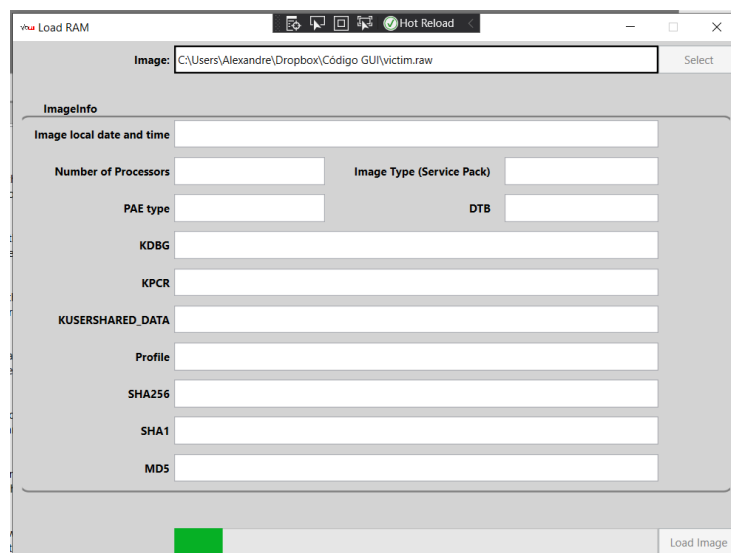 Load RAM
Hot Reload
Image: C:\Users\Alexandre\Dropbox\Código GUI\victim.raw Select
ImageInfo
Image local date and time
Number of Processors Image Type (Service Pack)
PAE type DTB
KDBG
KPCR
KUSERSHARED_DATA
Profile
SHA256
SHA1
MD5
Load Image